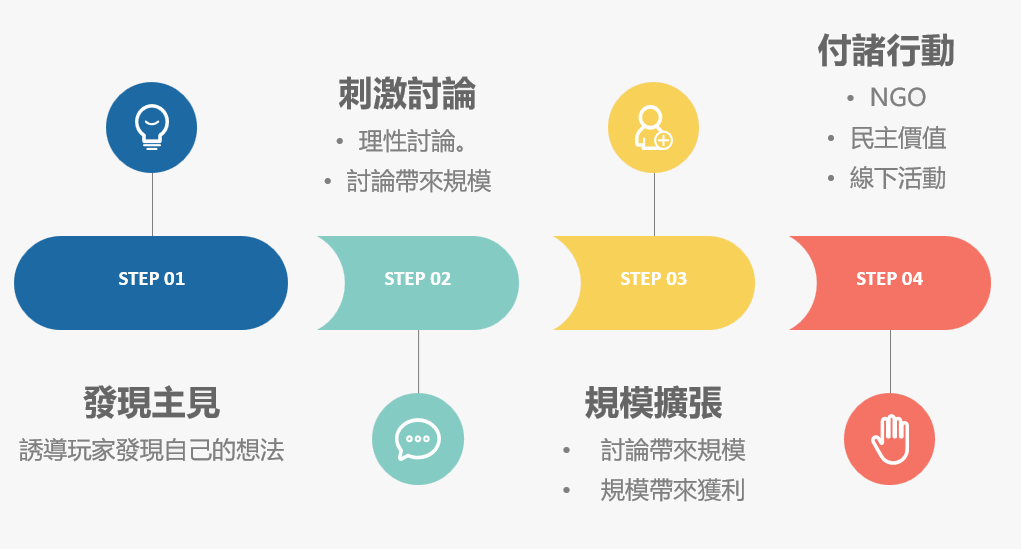 STEP 01
發現主見
誘導玩家發現自己的想法
刺激討論
• 理性討論。
• 討論帶來規模
STEP 02
STEP 03
規模擴張
• 討論帶來規模
• 規模帶來獲利
付諸行動
• NGO
• 民主價值
• 線下活動
STEP 04